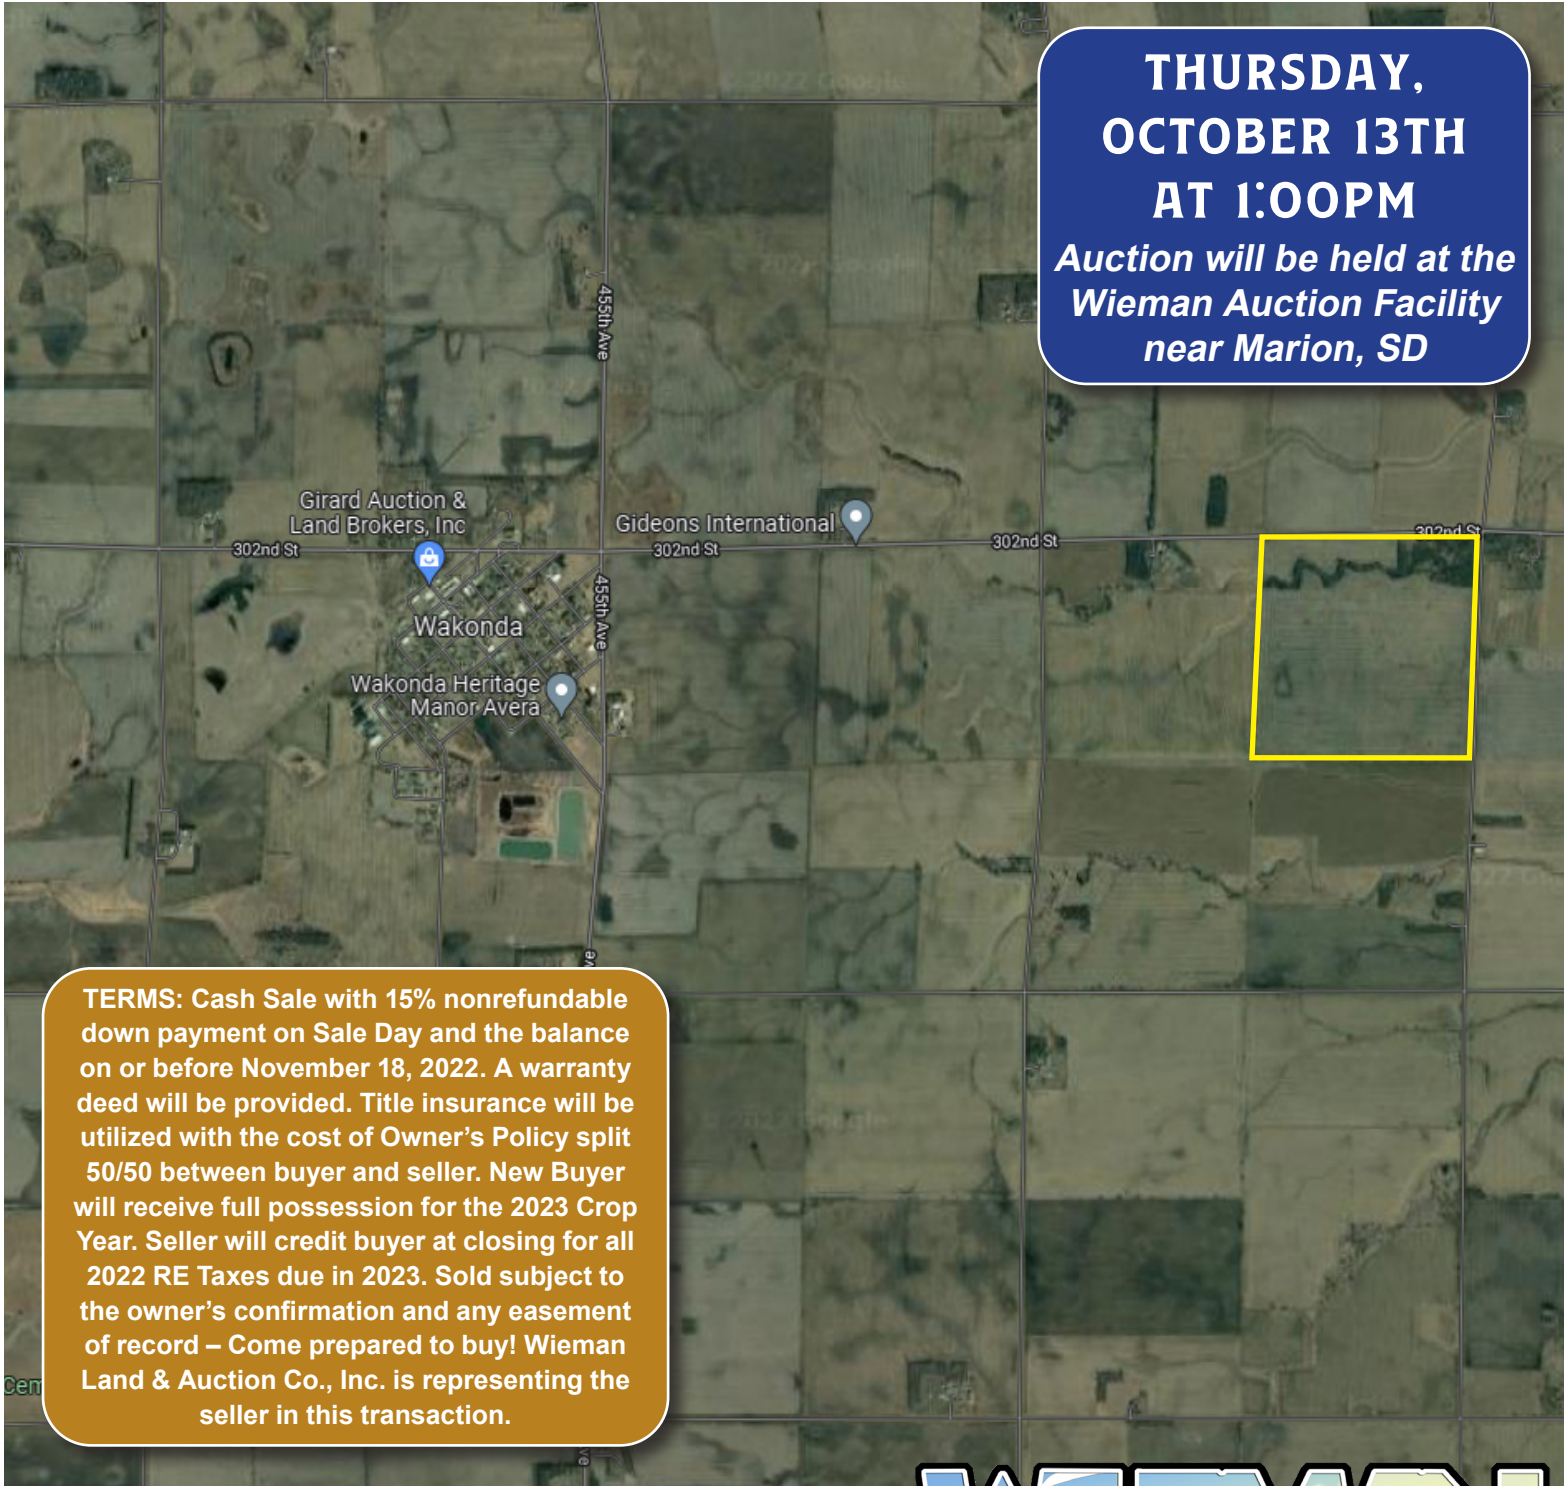 © 2022 Google
THURSDAY,
OCTOBER 13TH
AT 1:00PM
Auction will be held at the
Wieman Auction Facility
near Marion, SD
455th Ave
Girard Auction &
Land Brokers, Inc
Gideons International
302nd St
302nd St
302nd St
302nd St
455th Ave
Wakonda
Wakonda Heritage
Manor Avera
TERMS: Cash Sale with 15% nonrefundable
down payment on Sale Day and the balance
on or before November 18, 2022. A warranty
deed will be provided. Title insurance will be
utilized with the cost of Owner’s Policy split
50/50 between buyer and seller. New Buyer
will receive full possession for the 2023 Crop
Year. Seller will credit buyer at closing for all
2022 RE Taxes due in 2023. Sold subject to
the owner’s confirmation and any easement
of record – Come prepared to buy! Wieman
Land & Auction Co., Inc. is representing the
seller in this transaction.
© 2022 Google
Cem